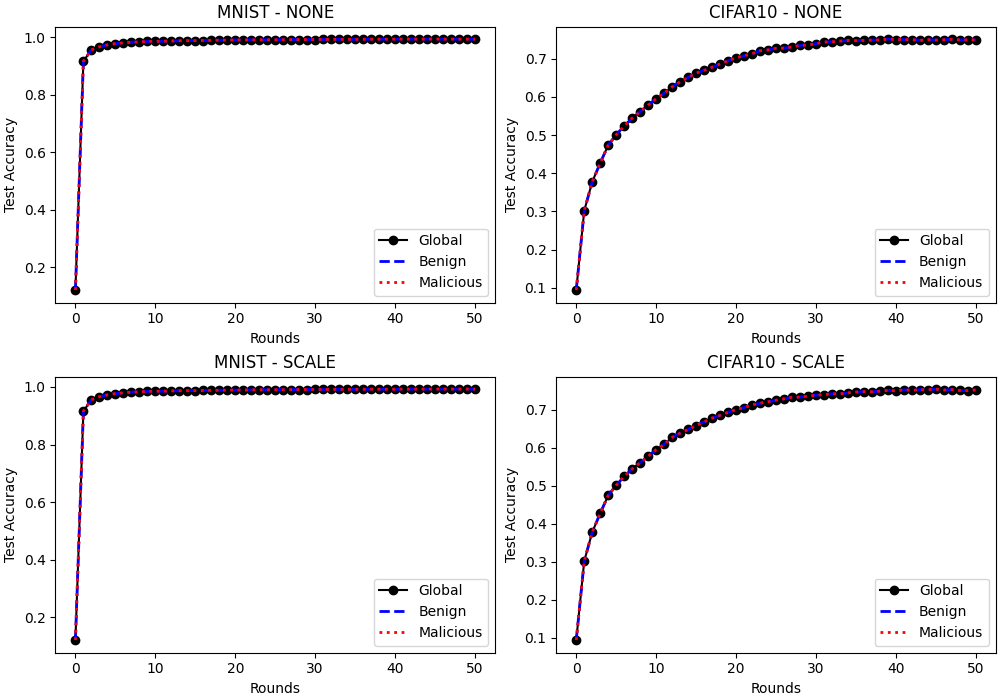 MNIST - NONE
1.0
0.8
0.6
0.4
0.2
Test Accuracy
0 10 20 30 40 50
Rounds
Global
Benign
Malicious
CIFAR10 - NONE
0.7
0.6
0.5
0.4
0.3
0.2
0.1
Test Accuracy
0 10 20 30 40 50
Rounds
Global
Benign
Malicious
MNIST - SCALE
1.0
0.8
0.6
0.4
0.2
Test Accuracy
0 10 20 30 40 50
Rounds
Global
Benign
Malicious
CIFAR10 - SCALE
0.7
0.6
0.5
0.4
0.3
0.2
0.1
Test Accuracy
0 10 20 30 40 50
Rounds
Global
Benign
Malicious